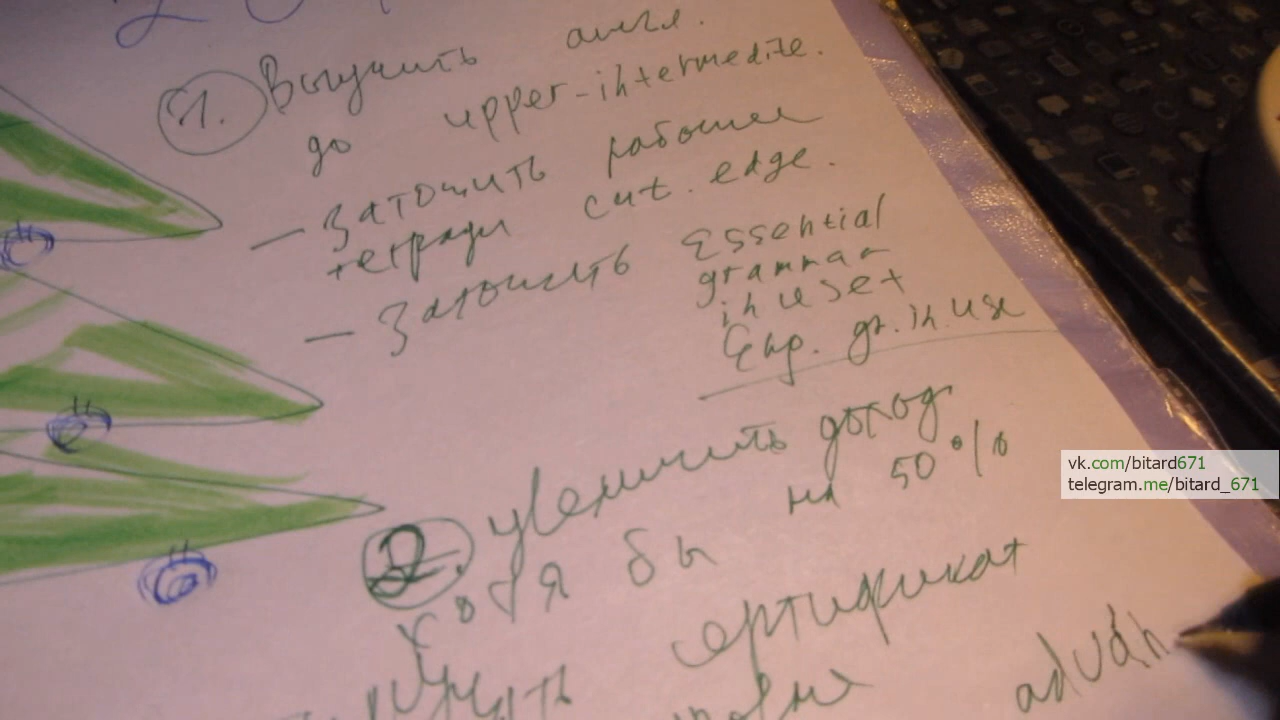 1. Выучить англ.
до upper-intermedite.
— Заточить рабочие
тетради cut. edge.
— Заточить Essential
grammar
in use +
Eng. gr. in use
2. увеличить доход
хотя бы на 50%
сертификат
advan
vk.com/bitard671
telegram.me/bitard_671